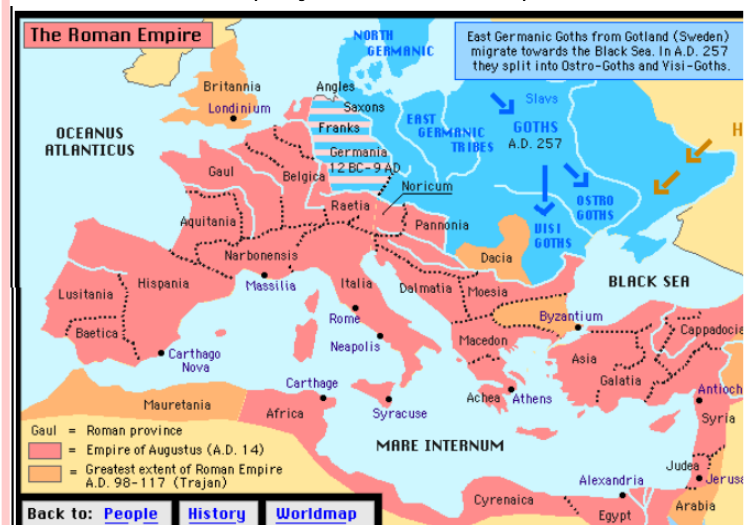 The Roman Empire
NORTH
GERMANIC
East Germanic Goths from Gotland (Sweden)
migrate towards the Black Sea. In A.D. 257
they split into Ostro-Goths and Visi-Goths.
Britannia
Londinium
Angles
Saxons
Franks
Germania
12 BC-9 AD
Slavs
EAST
GERMANIC
TRIBES
GOTHS
A.D. 257
H
OCEANUS
ATLANTICUS
Gaul
Belgica
Noricum
Raetia
Pannonia
OSTRO
GOTHS
VISI
GOTHS
Aquitania
Narbonensis
Dacia
Hispania
Massilia
Italia
Dalmatia
Moesia
BLACK SEA
Lusitania
Rome
Byzantium
Baetica
Neapolis
Macedon
Cappadocia
Asia
Carthago
Nova
Galatia
Carthage
Achea
Athens
Antioch
Mauretania
Africa
Syracuse
Syria
Gaul = Roman province
= Empire of Augustus (A.D. 14)
= Greatest extent of Roman Empire
A.D. 98-117 (Trajan)
MARE INTERNUM
Judea
Jerusa
Alexandria
Cyrenaica
Egypt
Arabia
Back to: People History Worldmap